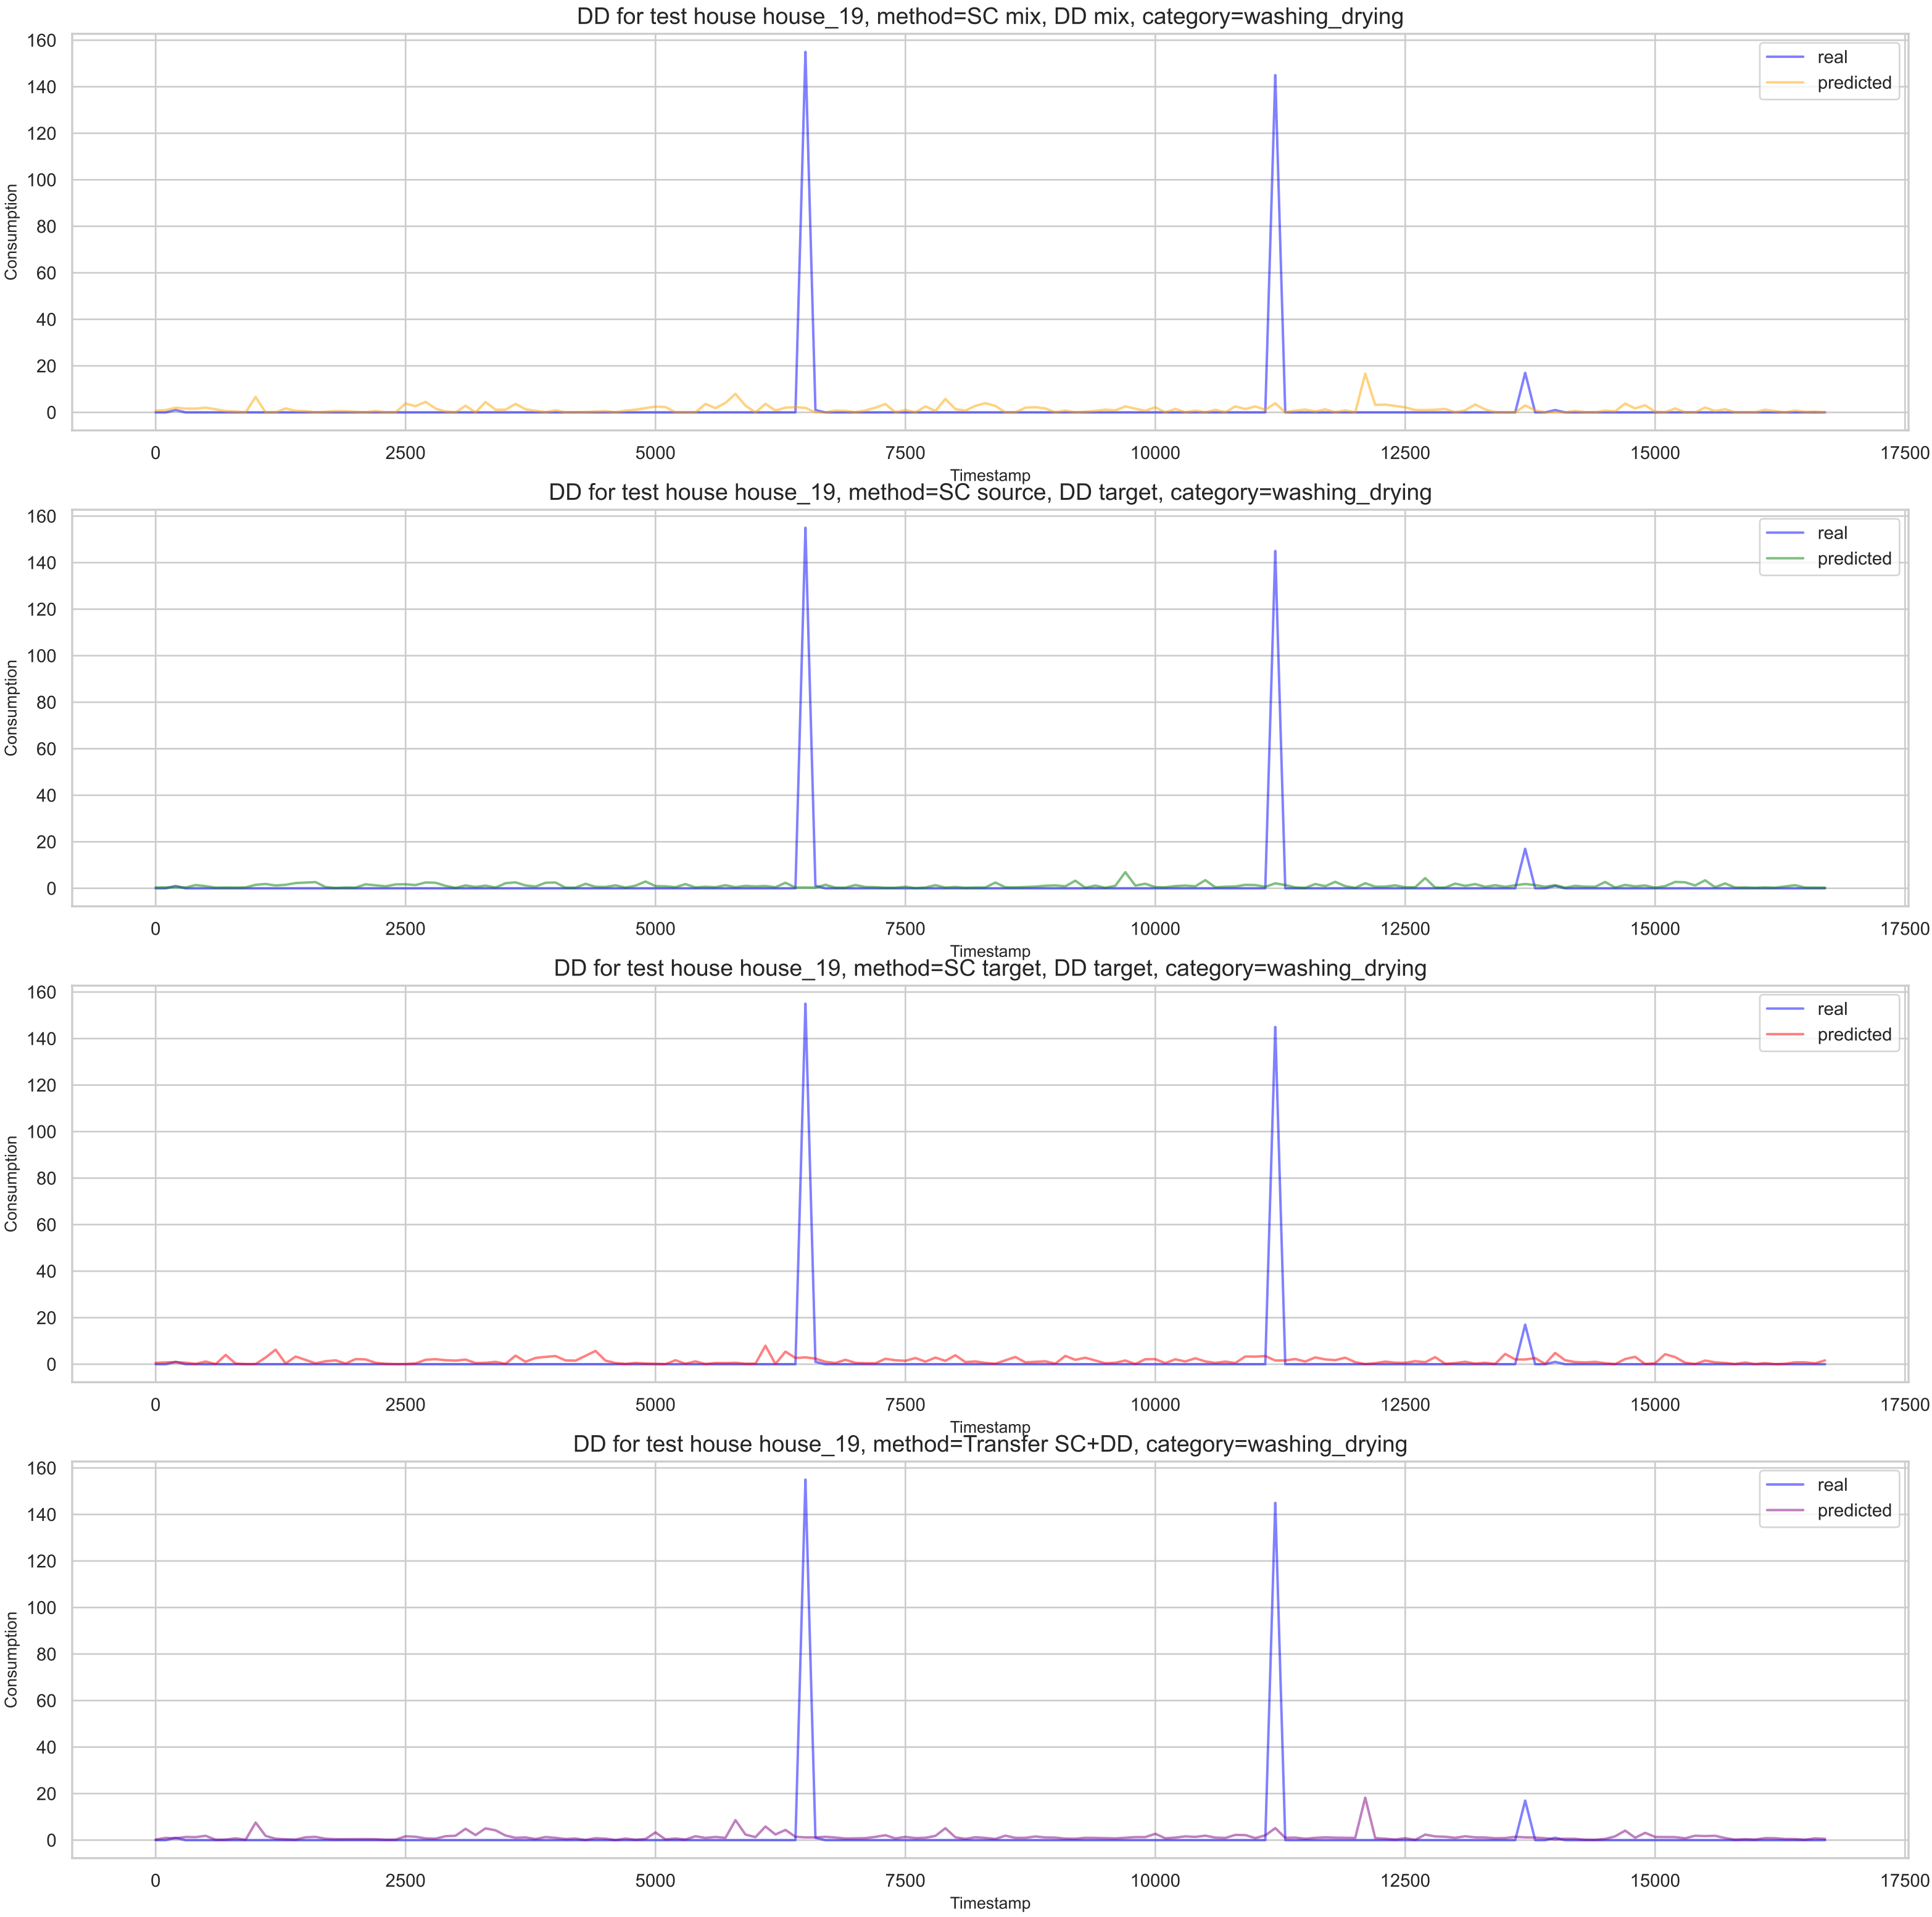 DD for test house house_19, method=SC mix, DD mix, category=washing_drying
160
140
120
100
80
60
40
20
0
Consumption
real
predicted
0 2500 5000 7500 10000 12500 15000 17500
Timestamp
DD for test house house_19, method=SC source, DD target, category=washing_drying
160
140
120
100
80
60
40
20
0
Consumption
real
predicted
0 2500 5000 7500 10000 12500 15000 17500
Timestamp
DD for test house house_19, method=SC target, DD target, category=washing_drying
160
140
120
100
80
60
40
20
0
Consumption
real
predicted
0 2500 5000 7500 10000 12500 15000 17500
Timestamp
DD for test house house_19, method=Transfer SC+DD, category=washing_drying
160
140
120
100
80
60
40
20
0
Consumption
real
predicted
0 2500 5000 7500 10000 12500 15000 17500
Timestamp